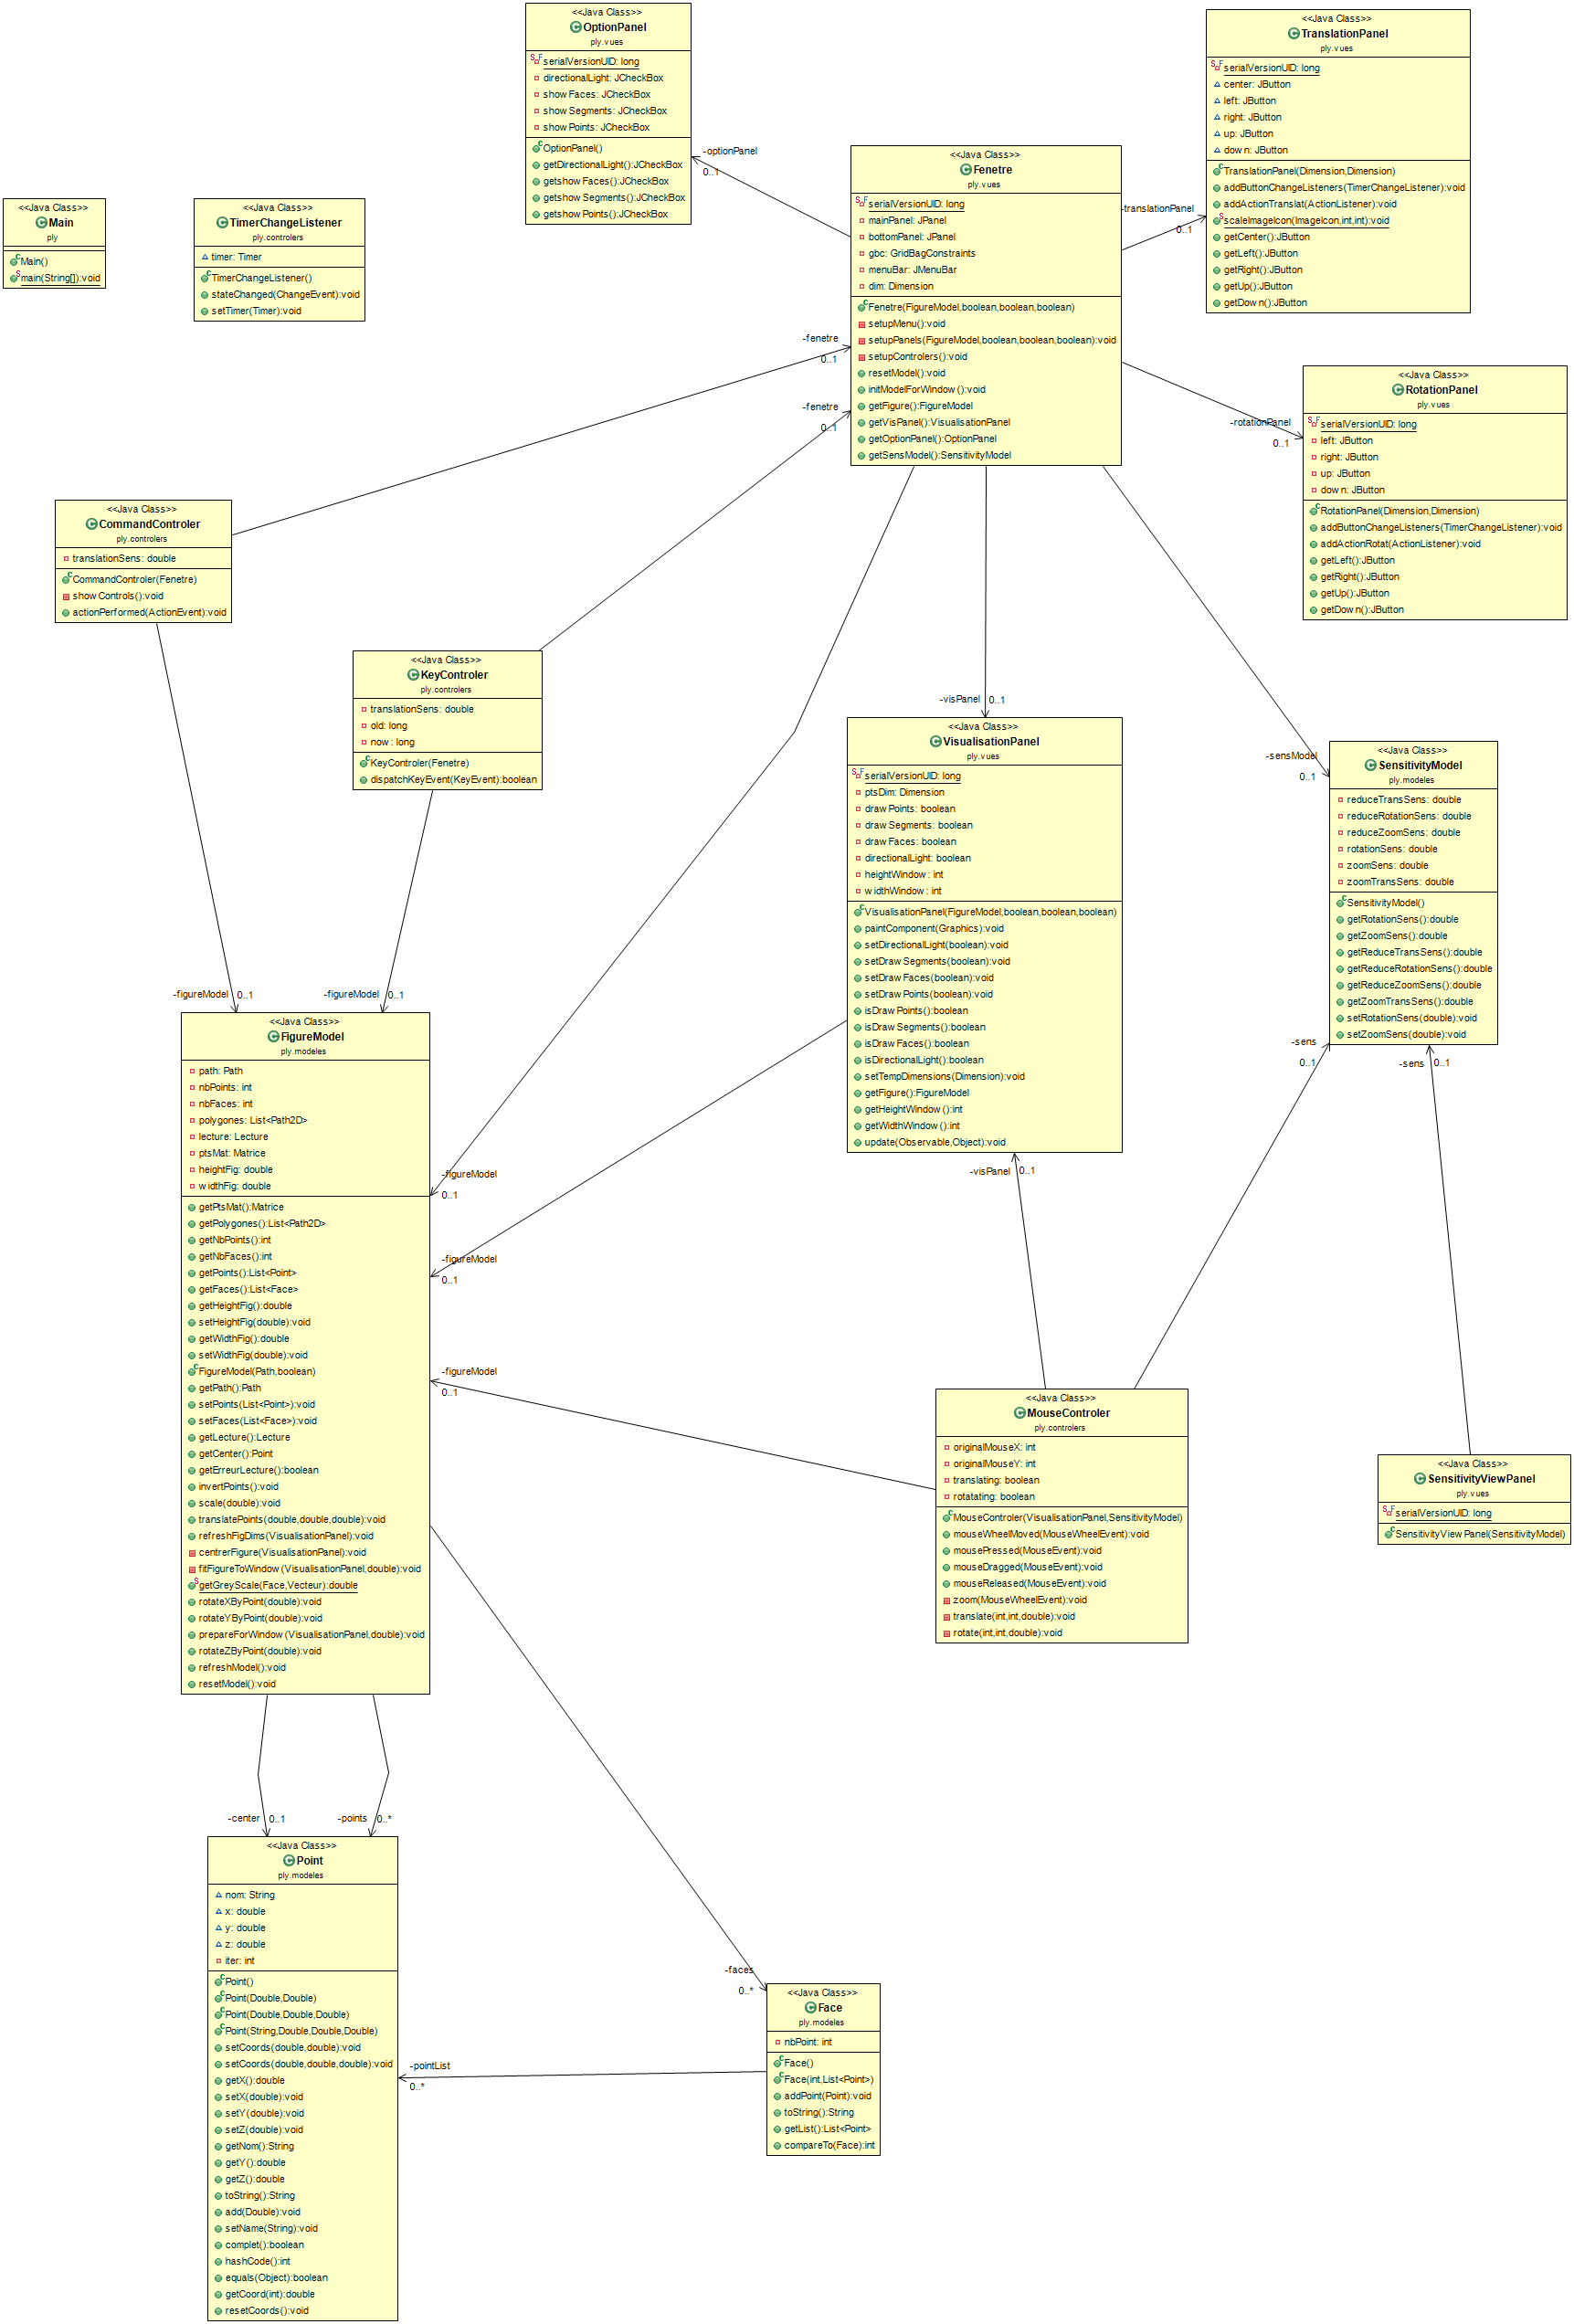 <<Java Class>>
OptionPanel
ply.vues
serialVersionUID: long
directionalLight: JCheckBox
show Faces: JCheckBox
show Segments: JCheckBox
show Points: JCheckBox
OptionPanel()
getDirectionalLight():JCheckBox
getshow Faces():JCheckBox
getshow Segments():JCheckBox
getshow Points():JCheckBox
<<Java Class>>
TranslationPanel
ply.vues
serialVersionUID: long
center: JButton
left: JButton
right: JButton
up: JButton
dow n: JButton
TranslationPanel(Dimension,Dimension)
addButtonChangeListeners(TimerChangeListener):void
addActionTranslat(ActionListener):void
scaleImageIcon(ImageIcon,int,int):void
getCenter():JButton
getLeft():JButton
getRight():JButton
getUp():JButton
getDow n():JButton
-optionPanel
0..1
<<Java Class>>
Fenetre
ply.vues
serialVersionUID: long
mainPanel: JPanel
bottomPanel: JPanel
gbc: GridBagConstraints
menuBar: JMenuBar
dim: Dimension
Fenetre(FigureModel,boolean,boolean,boolean)
setupMenu():void
setupPanels(FigureModel,boolean,boolean,boolean):void
setupControlers():void
resetModel():void
initModelForWindow ():void
getFigure():FigureModel
getVisPanel():VisualisationPanel
getOptionPanel():OptionPanel
getSensModel():SensitivityModel
-translationPanel
0..1
<<Java Class>>
Main
ply
Main()
main(String[]):void
<<Java Class>>
TimerChangeListener
ply.controlers
timer: Timer
TimerChangeListener()
stateChanged(ChangeEvent):void
setTimer(Timer):void
-fenetre
0..1
-fenetre
0..1
-rotationPanel
0..1
<<Java Class>>
RotationPanel
ply.vues
serialVersionUID: long
left: JButton
right: JButton
up: JButton
dow n: JButton
RotationPanel(Dimension,Dimension)
addButtonChangeListeners(TimerChangeListener):void
addActionRotat(ActionListener):void
getLeft():JButton
getRight():JButton
getUp():JButton
getDow n():JButton
<<Java Class>>
CommandControler
ply.controlers
translationSens: double
CommandControler(Fenetre)
show Controls():void
actionPerformed(ActionEvent):void
<<Java Class>>
KeyControler
ply.controlers
translationSens: double
old: long
now : long
KeyControler(Fenetre)
dispatchKeyEvent(KeyEvent):boolean
-visPanel
0..1
<<Java Class>>
VisualisationPanel
ply.vues
serialVersionUID: long
ptsDim: Dimension
draw Points: boolean
draw Segments: boolean
draw Faces: boolean
directionalLight: boolean
heightWindow : int
w idthWindow : int
VisualisationPanel(FigureModel,boolean,boolean,boolean)
paintComponent(Graphics):void
setDirectionalLight(boolean):void
setDraw Segments(boolean):void
setDraw Faces(boolean):void
setDraw Points(boolean):void
isDraw Points():boolean
isDraw Segments():boolean
isDraw Faces():boolean
isDirectionalLight():boolean
setTempDimensions(Dimension):void
getFigure():FigureModel
getHeightWindow ():int
getWidthWindow ():int
update(Observable,Object):void
-sensModel
0..1
<<Java Class>>
SensitivityModel
ply.modeles
reduceTransSens: double
reduceRotationSens: double
reduceZoomSens: double
rotationSens: double
zoomSens: double
zoomTransSens: double
SensitivityModel()
getRotationSens():double
getZoomSens():double
getReduceTransSens():double
getReduceRotationSens():double
getReduceZoomSens():double
getZoomTransSens():double
setRotationSens(double):void
setZoomSens(double):void
-figureModel
0..1
-figureModel
0..1
<<Java Class>>
FigureModel
ply.modeles
path: Path
nbPoints: int
nbFaces: int
polygones: List<Path2D>
lecture: Lecture
ptsMat: Matrice
heightFig: double
w idthFig: double
getPtsMat():Matrice
getPolygones():List<Path2D>
getNbPoints():int
getNbFaces():int
getPoints():List<Point>
getFaces():List<Face>
getHeightFig():double
setHeightFig(double):void
getWidthFig():double
setWidthFig(double):void
FigureModel(Path,boolean)
getPath():Path
setPoints(List<Point>):void
setFaces(List<Face>):void
getLecture():Lecture
getCenter():Point
getErreurLecture():boolean
invertPoints():void
scale(double):void
translatePoints(double,double,double):void
refreshFigDims(VisualisationPanel):void
centrerFigure(VisualisationPanel):void
fitFigureToWindow (VisualisationPanel,double):void
getGreyScale(Face,Vecteur):double
rotateXByPoint(double):void
rotateYByPoint(double):void
prepareForWindow (VisualisationPanel,double):void
rotateZByPoint(double):void
refreshModel():void
resetModel():void
-figureModel
0..1
-figureModel
0..1
-figureModel
0..1
-visPanel
0..1
-sens
0..1
-sens
0..1
<<Java Class>>
MouseControler
ply.controlers
originalMouseX: int
originalMouseY: int
translating: boolean
rotatating: boolean
MouseControler(VisualisationPanel,SensitivityModel)
mouseWheelMoved(MouseWheelEvent):void
mousePressed(MouseEvent):void
mouseDragged(MouseEvent):void
mouseReleased(MouseEvent):void
zoom(MouseWheelEvent):void
translate(int,int,double):void
rotate(int,int,double):void
<<Java Class>>
SensitivityViewPanel
ply.vues
serialVersionUID: long
SensitivityView Panel(SensitivityModel)
-center
0..1
-points
0..*
<<Java Class>>
Point
ply.modeles
nom: String
x: double
y: double
z: double
iter: int
Point()
Point(Double,Double)
Point(Double,Double,Double)
Point(String,Double,Double,Double)
setCoords(double,double):void
setCoords(double,double,double):void
getX():double
setX(double):void
setY(double):void
setZ(double):void
getNom():String
getY():double
getZ():double
toString():String
add(Double):void
setName(String):void
complet():boolean
hashCode():int
equals(Object):boolean
getCoord(int):double
resetCoords():void
-faces
0..*
<<Java Class>>
Face
ply.modeles
nbPoint: int
Face()
Face(int,List<Point>)
addPoint(Point):void
toString():String
getList():List<Point>
compareTo(Face):int
-pointList
0..*